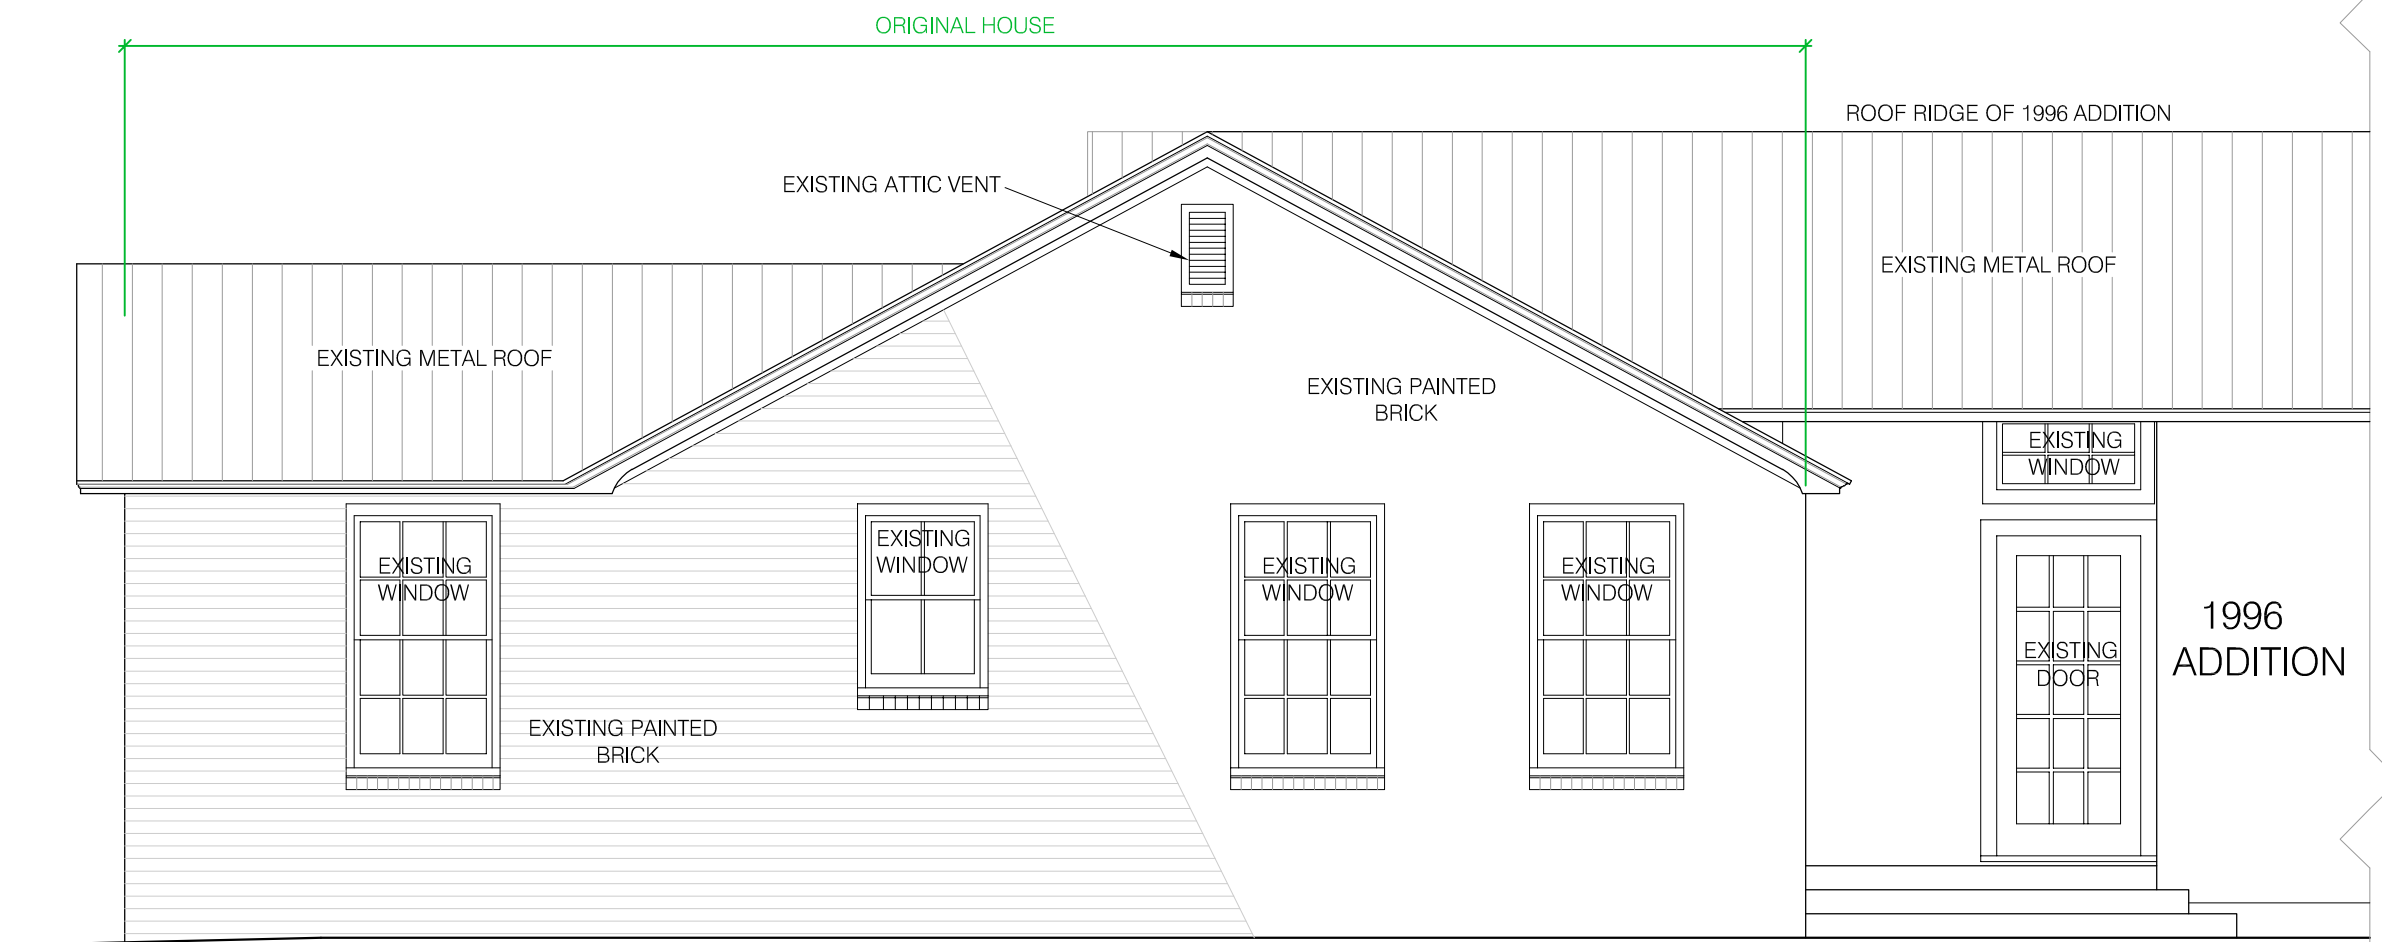 ORIGINAL HOUSE
ROOF RIDGE OF 1996 ADDITION
EXISTING ATTIC VENT
EXISTING METAL ROOF
EXISTING METAL ROOF
EXISTING PAINTED
BRICK
EXISTING
WINDOW
EXISTING
WINDOW
EXISTING
WINDOW
EXISTING
WINDOW
EXISTING
WINDOW
1996
ADDITION
EXISTING
DOOR
EXISTING PAINTED
BRICK